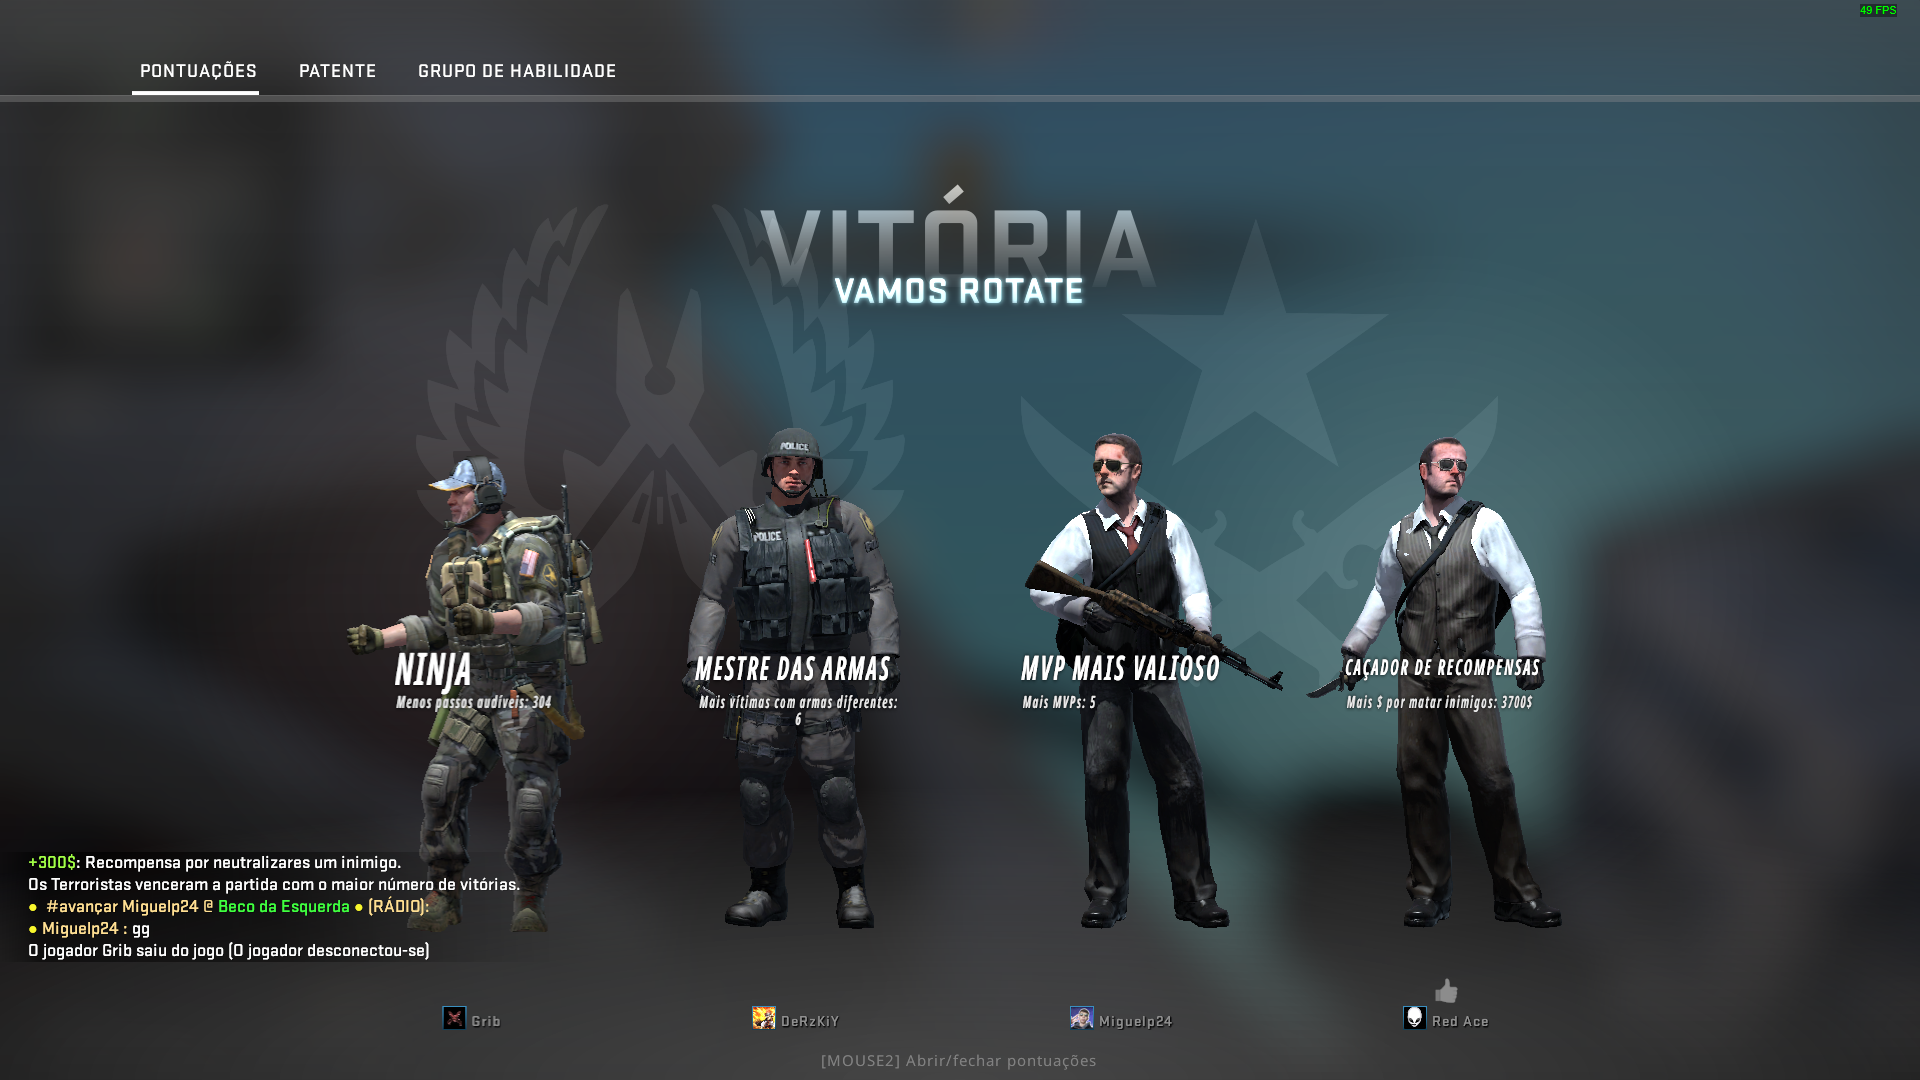 49 FPS
PONTUAÇÕES PATENTE GRUPO DE HABILIDADE
VITÓRIA
VAMOS ROTATE
POLICE
POLICE
NINJA
Menos passos audíveis: 304
MESTRE DAS ARMAS
Mais vítimas com armas diferentes:
6
MVP MAIS VALIOSO
Mais MVPs: 5
CAÇADOR DE RECOMPENSAS
Mais $ por matar inimigos: 3700$
+300$: Recompensa por neutralizares um inimigo.
Os Terroristas venceram a partida com o maior número de vitórias.
● #avançar Miguelp24 @ Beco da Esquerda ● (RÁDIO):
● Miguelp24 : gg
O jogador Grib saiu do jogo (O jogador desconectou-se)
Grib
DeRzKiY
Miguelp24
Red Ace
[MOUSE2] Abrir/fechar pontuações